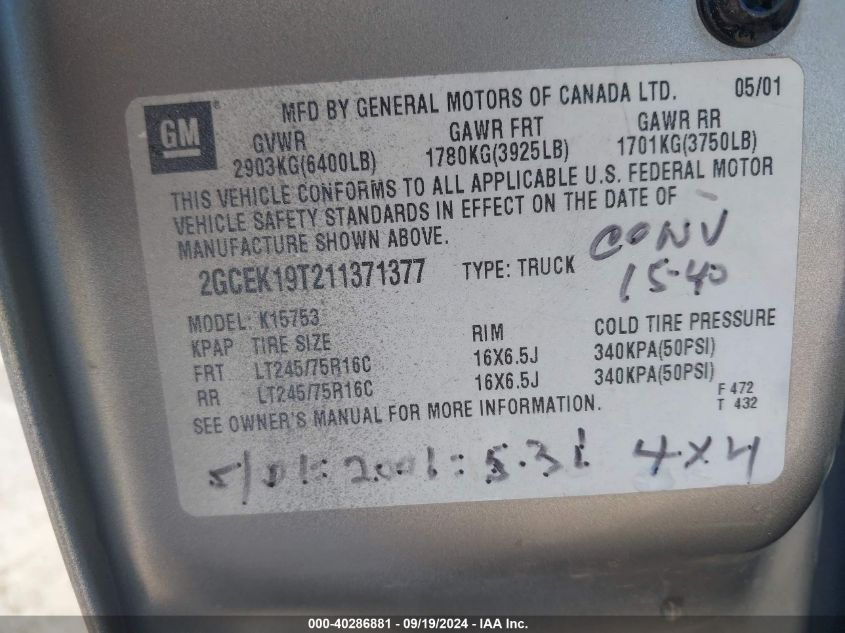 GM
MFD BY GENERAL MOTORS OF CANADA LTD. 05/01
GVWR GAWR FRT GAWR RR
2903KG(6400LB) 1780KG(3925LB) 1701KG(3750LB)
THIS VEHICLE CONFORMS TO ALL APPLICABLE U.S. FEDERAL MOTOR
VEHICLE SAFETY STANDARDS IN EFFECT ON THE DATE OF
MANUFACTURE SHOWN ABOVE.
CONV
2GCEK19T211371377 TYPE: TRUCK
15-40
MODEL: K15753
KPAP TIRE SIZE RIM COLD TIRE PRESSURE
FRT LT245/75R16C 16X6.5J 340KPA(50PSI)
RR LT245/75R16C 16X6.5J 340KPA(50PSI)
SEE OWNER'S MANUAL FOR MORE INFORMATION.
F 472
T 432
5/01:2001:5.3L 4X4
000-40286881 - 09/19/2024 - IAA Inc.